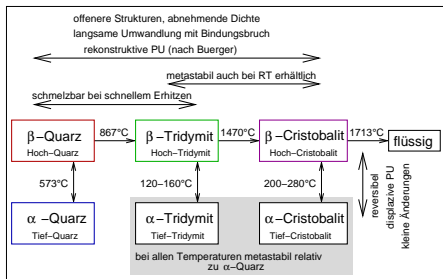 offenere Strukturen, abnehmende Dichte
langsame Umwandlung mit Bindungsbruch
rekonstruktive PU (nach Buerger)
metastabil auch bei RT erhältlich
schmelzbar bei schnellem Erhitzen
β−Quarz
Hoch−Quarz
867°C
β−Tridymit
Hoch−Tridymit
1470°C
β−Cristobalit
Hoch−Cristobalit
1713°C
flüssig
573°C
120−160°C
200−280°C
reversibel
displazive PU
kleine Änderungen
α−Quarz
Tief−Quarz
α−Tridymit
Tief−Tridymit
α−Cristobalit
Tief−Cristobalit
bei allen Temperaturen metastabil relativ
zu α−Quarz